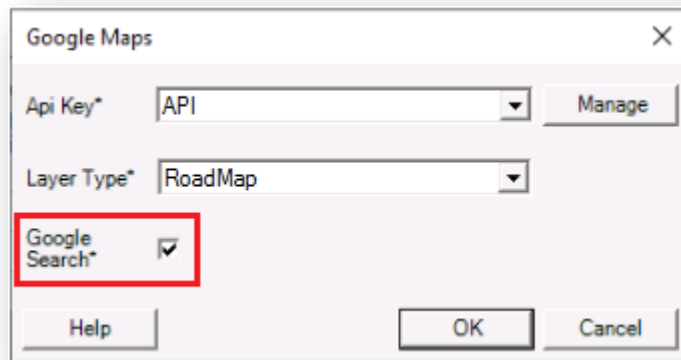 Google Maps
Api Key* API Manage
Layer Type* RoadMap
Google
Search*
Help OK Cancel